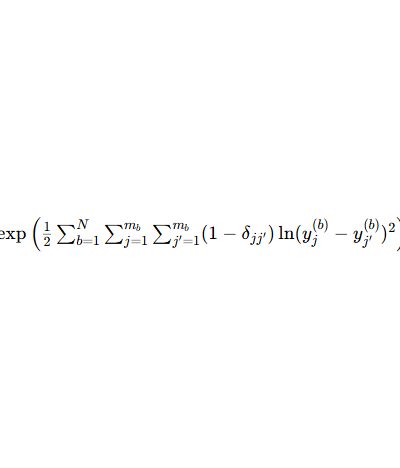 exp(½ ∑_{b=1}^{N} ∑_{j=1}^{m_b} ∑_{j'=1}^{m_b} (1 − δ_{jj'}) ln(y_j^{(b)} − y_{j'}^{(b)})²)